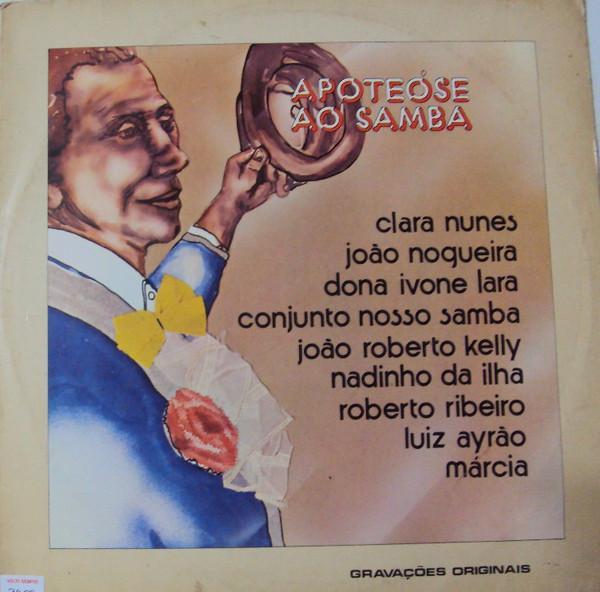 APOTEÓSE
AO SAMBA
clara nunes
joão nogueira
dona ivone lara
conjunto nosso samba
joão roberto kelly
nadinho da ilha
roberto ribeiro
luiz ayrão
márcia
GRAVAÇÕES ORIGINAIS